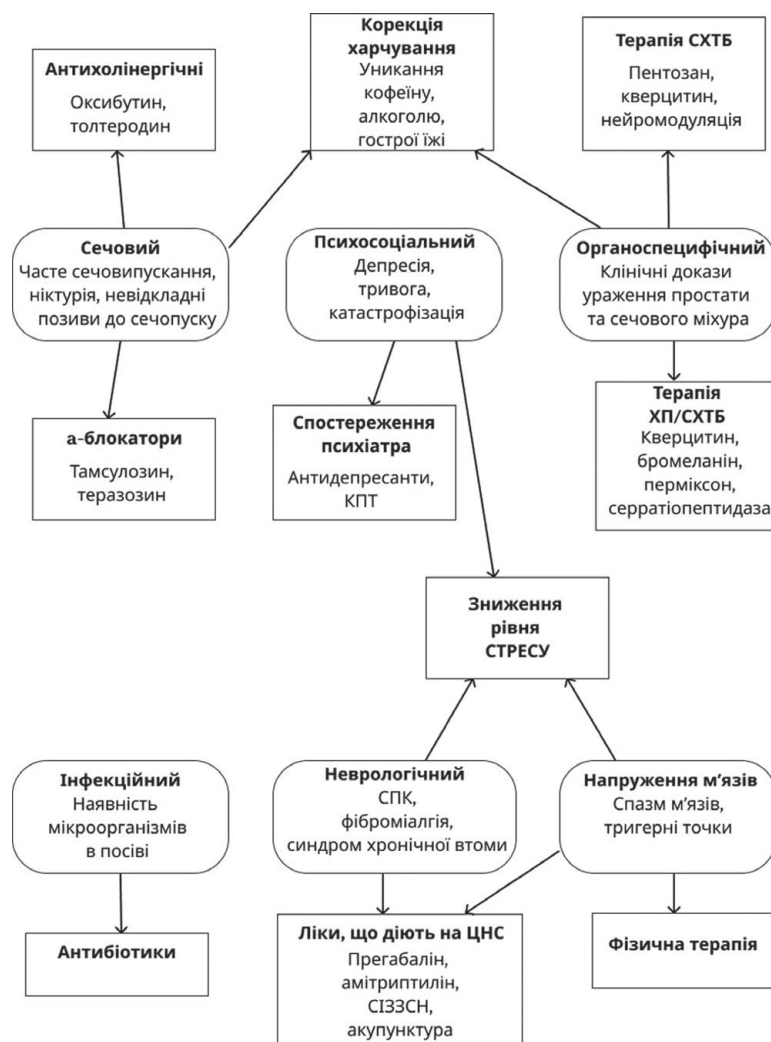 Антихолінергічні
Оксибутин,
толтеродин
Корекція
харчування
Уникання
кофеїну,
алкоголю,
гострої їжі
Терапія СХТБ
Пентозан,
кверцитин,
нейромодуляція
Сечовий
Часте сечовипускання,
ніктурія, невідкладні
позиви до сечопуску
Психосоціальний
Депресія,
тривога,
катастрофізація
Органоспецифічний
Клінічні докази
ураження простати
та сечового міхура
α-блокатори
Тамсулозин,
теразозин
Спостереження
психіатра
Антидепресанти,
КПТ
Терапія
ХП/СХТБ
Кверцитин,
бромеланін,
перміксон,
серратіопептидаза
Зниження
рівня
СТРЕСУ
Інфекційний
Наявність
мікроорганізмів
в посіві
Неврологічний
СПК,
фіброміалгія,
синдром хронічної втоми
Напруження м’язів
Спазм м’язів,
тригерні точки
Антибіотики
Ліки, що діють на ЦНС
Прегабалін,
амітриптилін,
СІЗЗСН,
акупунктура
Фізична терапія